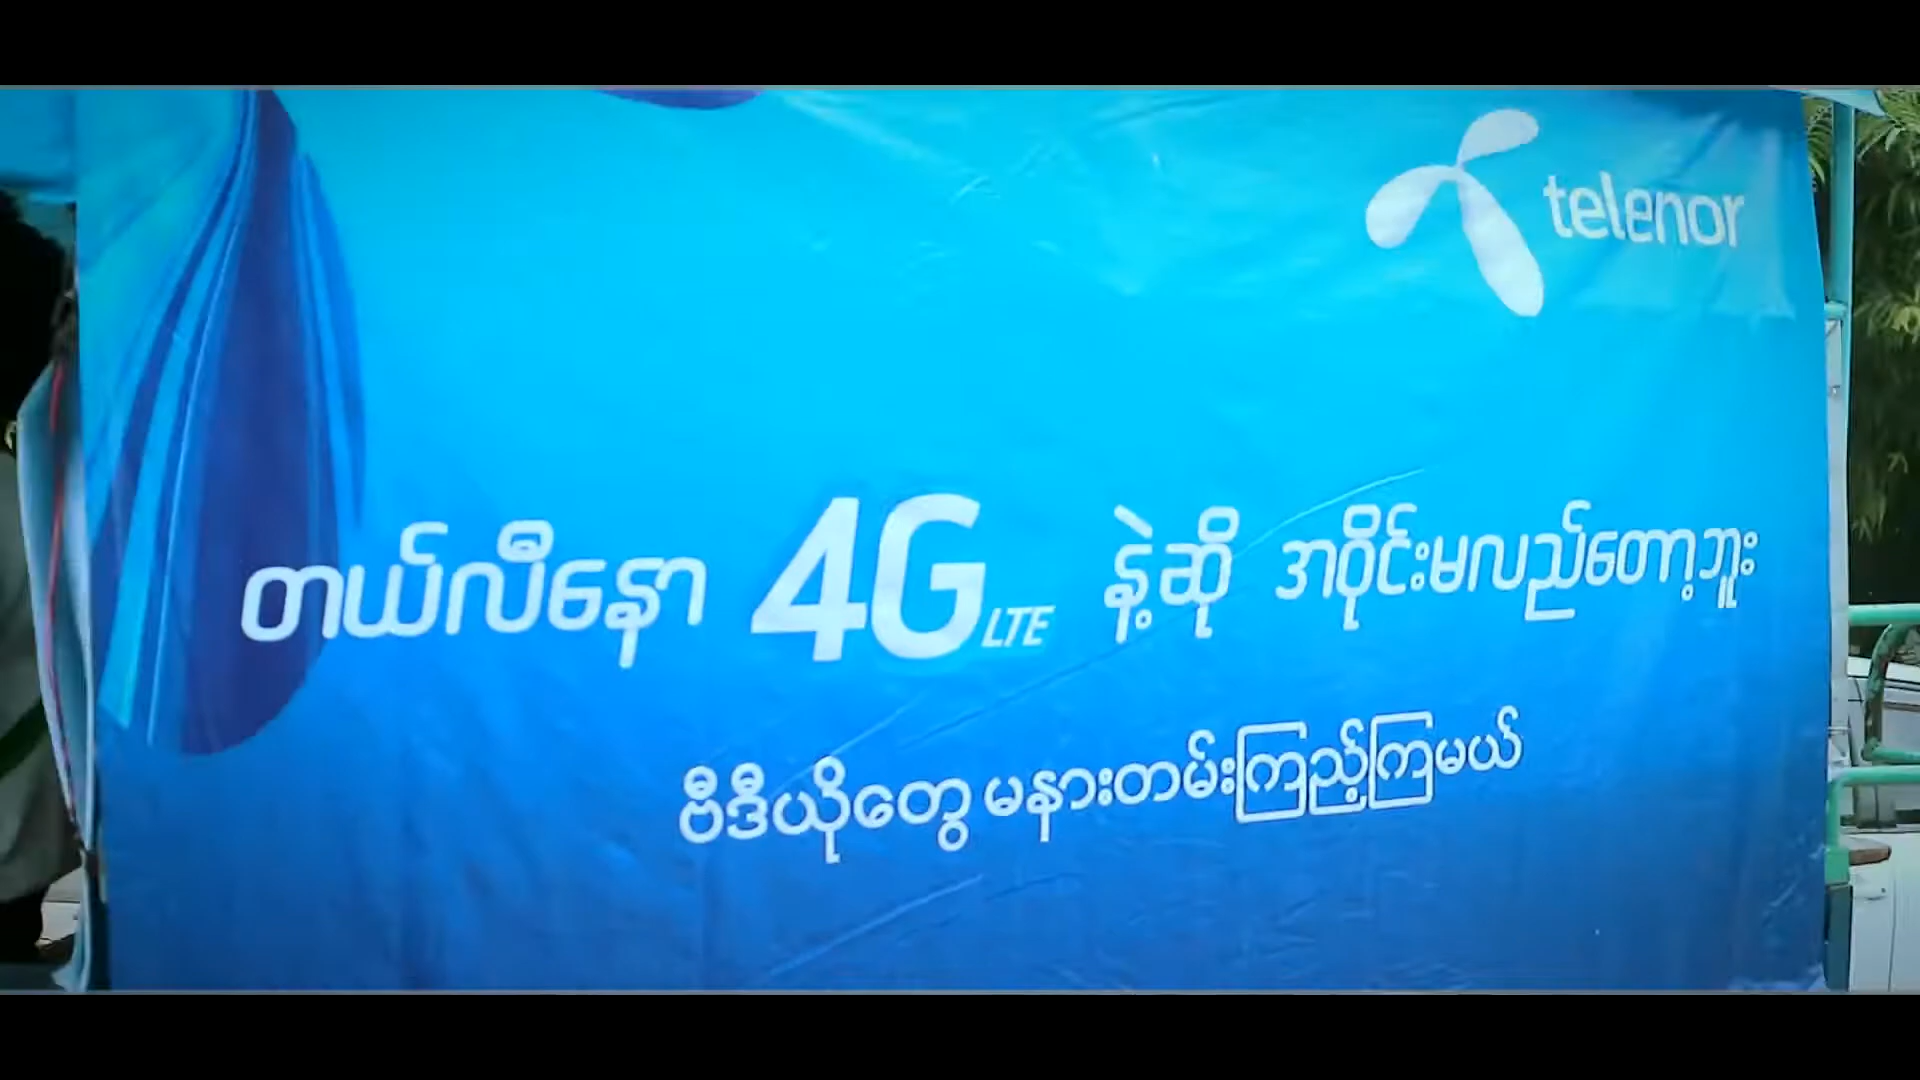 telenor
တယ်လီနော 4G LTE နဲ့ဆို အဝိုင်းမလည်တော့ဘူး
ဗီဒီယိုတွေ မနားတမ်းကြည့်ကြမယ်